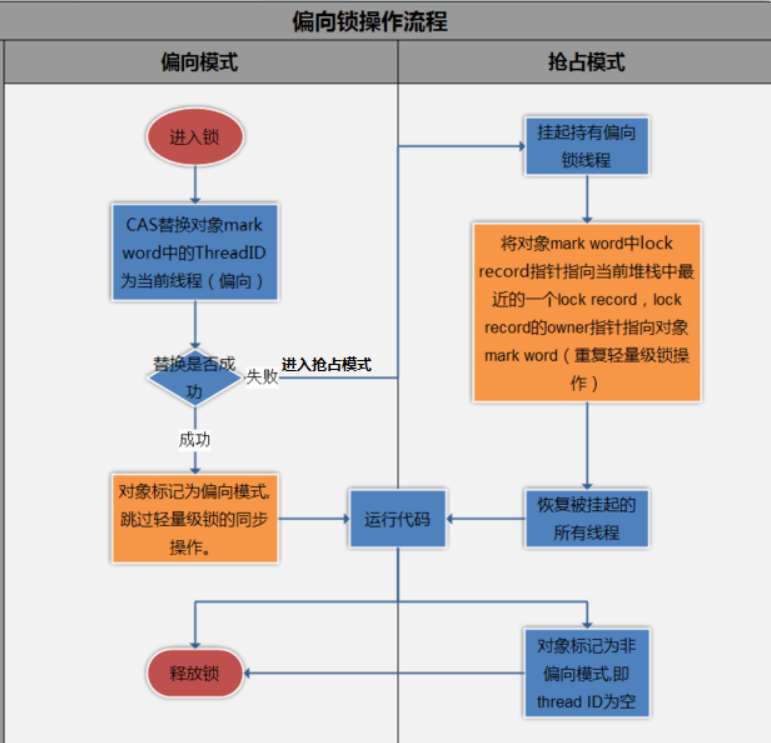 偏向锁操作流程
偏向模式
抢占模式
进入锁
CAS替换对象mark
word中的ThreadID
为当前线程（偏向）
替换是否成
功
失败
进入抢占模式
成功
对象标记为偏向模式,
跳过轻量级锁的同步
操作。
运行代码
释放锁
挂起持有偏向
锁线程
将对象mark word中lock
record指针指向当前堆栈中最
近的一个lock record，lock
record的owner指针指向对象
mark word（重复轻量级锁操
作）
恢复被挂起的
所有线程
对象标记为非
偏向模式,即
thread ID为空